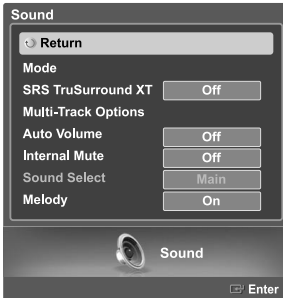 Sound
Return
Mode
SRS TruSurround XT Off
Multi-Track Options
Auto Volume Off
Internal Mute Off
Sound Select Main
Melody On
Sound
Enter